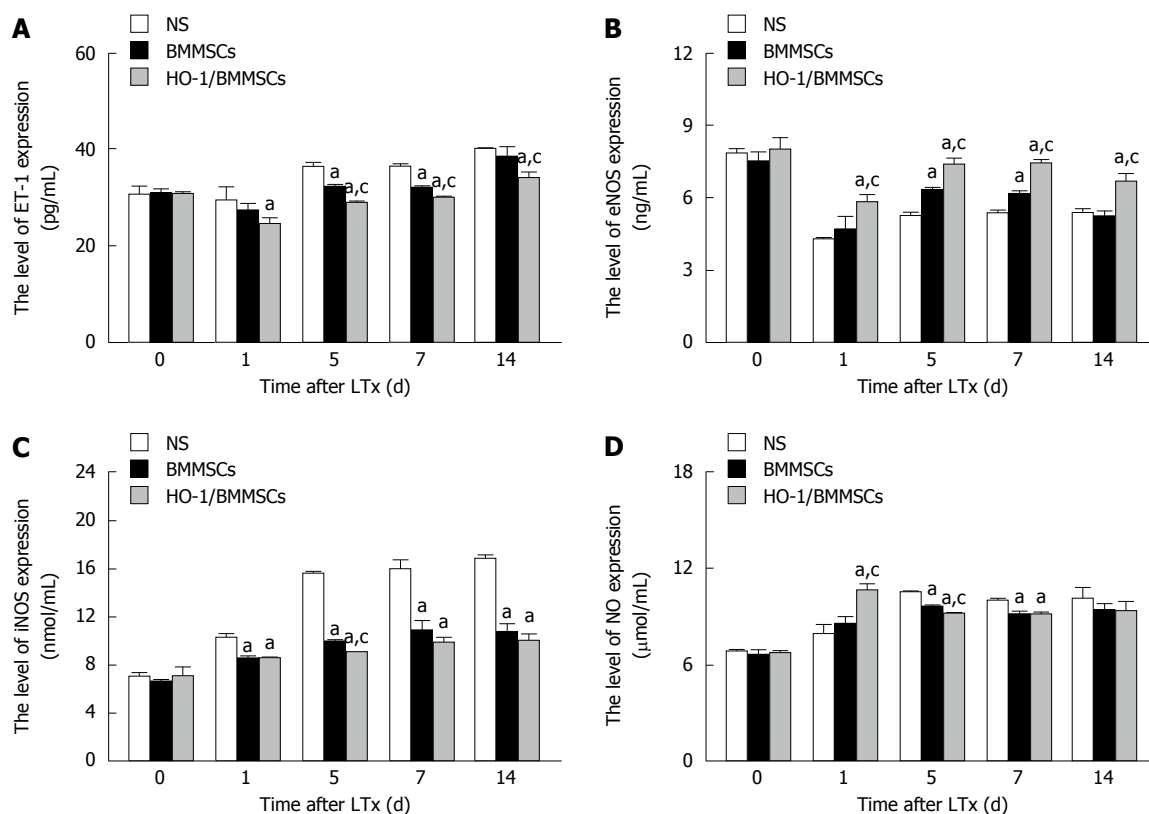 A
NS
BMMSCs
HO-1/BMMSCs
The level of ET-1 expression
(pg/mL)
60
40
20
0
a
a
a,c
a
a,c
a,c
0 1 5 7 14
Time after LTx (d)
B
NS
BMMSCs
HO-1/BMMSCs
The level of eNOS expression
(ng/mL)
12
9
6
3
0
a,c
a
a,c
a
a,c
a,c
0 1 5 7 14
Time after LTx (d)
C
NS
BMMSCs
HO-1/BMMSCs
The level of iNOS expression
(nmol/mL)
24
20
16
12
8
4
0
a a
a
a,c
a
a
a a
0 1 5 7 14
Time after LTx (d)
D
NS
BMMSCs
HO-1/BMMSCs
The level of NO expression
(μmol/mL)
18
12
6
0
a,c
a
a,c
a a
0 1 5 7 14
Time after LTx (d)